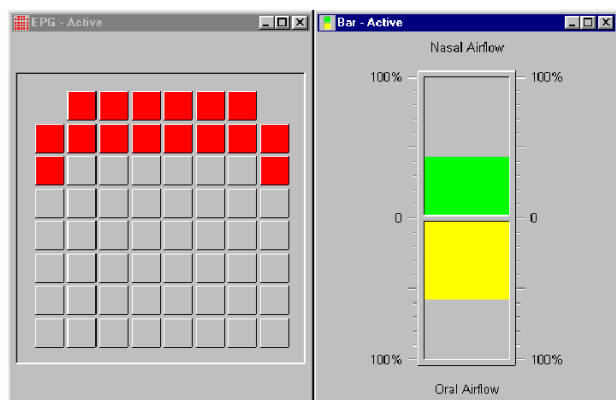 EPG - Active
Bar - Active
Nasal Airflow
100% 100%
0 0
100% 100%
Oral Airflow